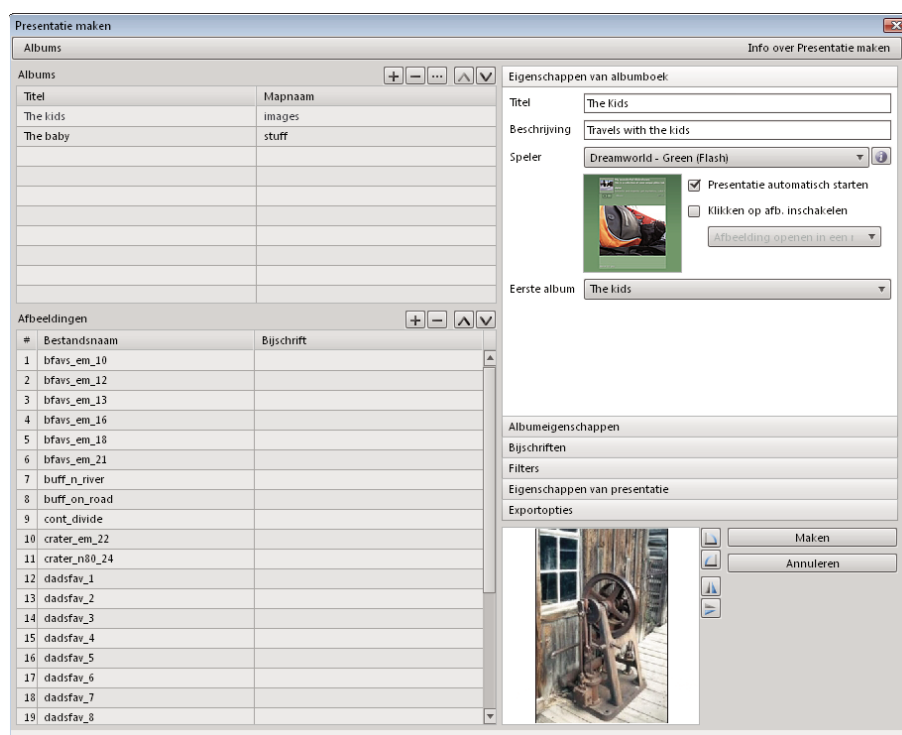 Presentatie maken
Albums
Info over Presentatie maken
Albums
Titel Mapnaam
The kids images
The baby stuff
Afbeeldingen
# Bestandsnaam Bijschrift
1 bfavs_em_10
2 bfavs_em_12
3 bfavs_em_13
4 bfavs_em_16
5 bfavs_em_18
6 bfavs_em_21
7 buff_n_river
8 buff_on_road
9 cont_divide
10 crater_em_22
11 crater_n80_24
12 dadsfav_1
13 dadsfav_2
14 dadsfav_3
15 dadsfav_4
16 dadsfav_5
17 dadsfav_6
18 dadsfav_7
19 dadsfav_8
Eigenschappen van albumboek
Titel The Kids
Beschrijving Travels with the kids
Speler Dreamworld - Green (Flash)
Presentatie automatisch starten
Klikken op afb. inschakelen
Afbeelding openen in een
Eerste album The kids
Albumeigenschappen
Bijschriften
Filters
Eigenschappen van presentatie
Exportopties
Maken
Annuleren